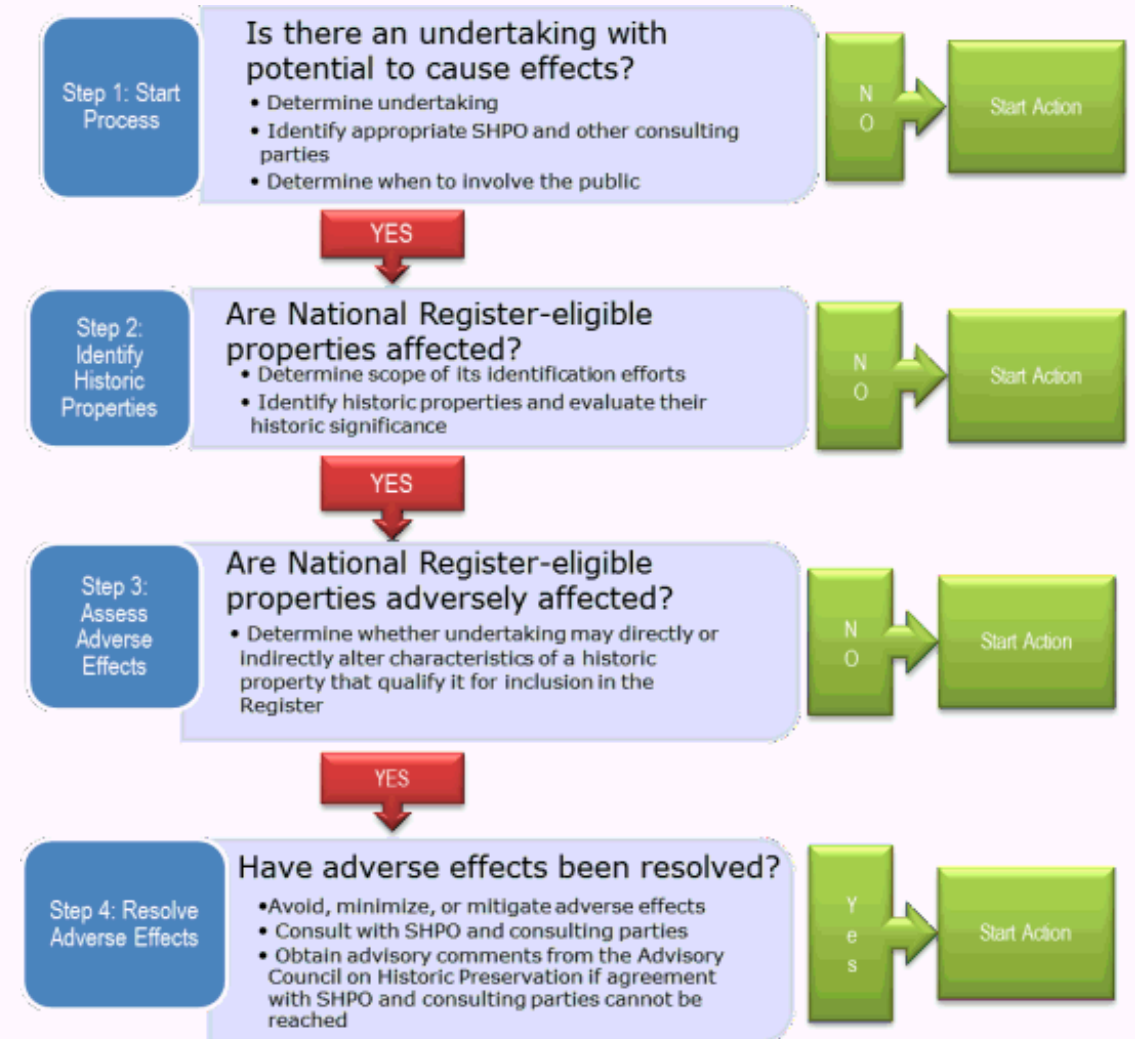 Step 1: Start
Process
Is there an undertaking with
potential to cause effects?
• Determine undertaking
• Identify appropriate SHPO and other consulting
parties
• Determine when to involve the public
N
O
Start Action
YES
Step 2:
Identify
Historic
Properties
Are National Register-eligible
properties affected?
• Determine scope of its identification efforts
• Identify historic properties and evaluate their
historic significance
N
O
Start Action
YES
Step 3:
Assess
Adverse
Effects
Are National Register-eligible
properties adversely affected?
• Determine whether undertaking may directly or
indirectly alter characteristics of a historic
property that qualify it for inclusion in the
Register
N
O
Start Action
YES
Step 4: Resolve
Adverse Effects
Have adverse effects been resolved?
•Avoid, minimize, or mitigate adverse effects
• Consult with SHPO and consulting parties
• Obtain advisory comments from the Advisory
Council on Historic Preservation if agreement
with SHPO and consulting parties cannot be
reached
Y
e
s
Start Action